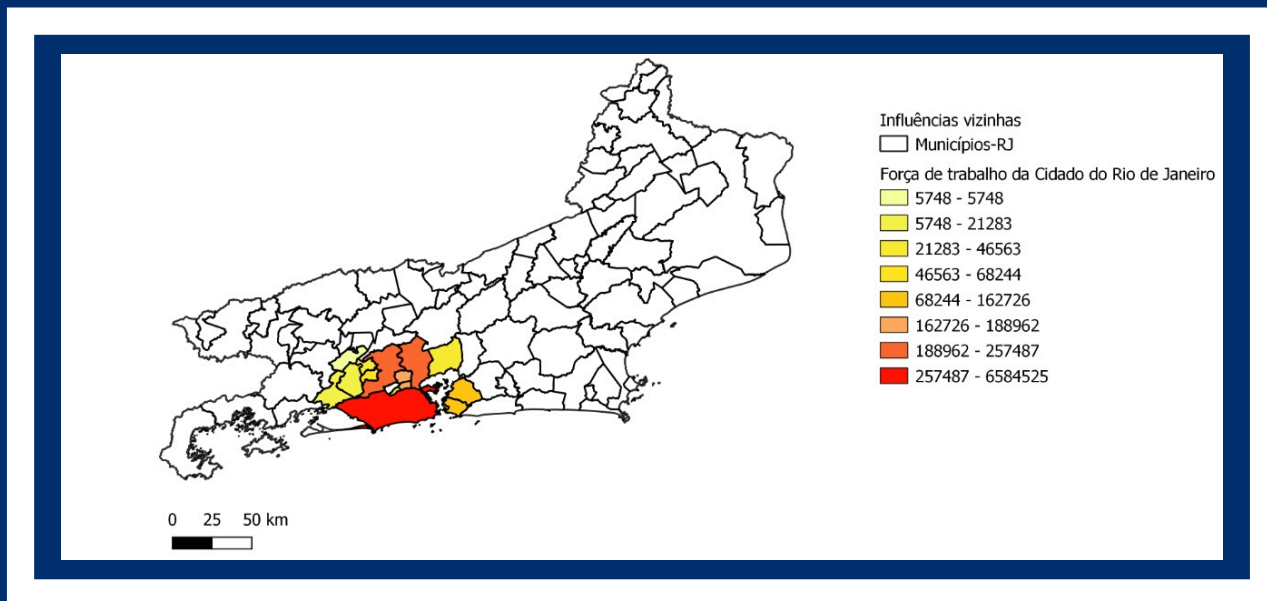 Influências vizinhas
Municípios-RJ
Força de trabalho da Cidado do Rio de Janeiro
5748 - 5748
5748 - 21283
21283 - 46563
46563 - 68244
68244 - 162726
162726 - 188962
188962 - 257487
257487 - 6584525
0 25 50 km